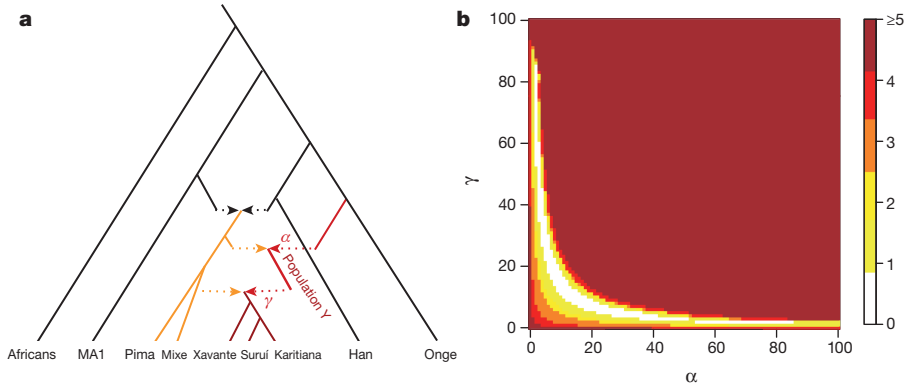 a
α
Population Y
γ
Africans MA1 Pima Mixe Xavante Suruí Karitiana Han Onge
b
100
80
60
40
20
0
γ
0 20 40 60 80 100
α
≥5
4
3
2
1
0